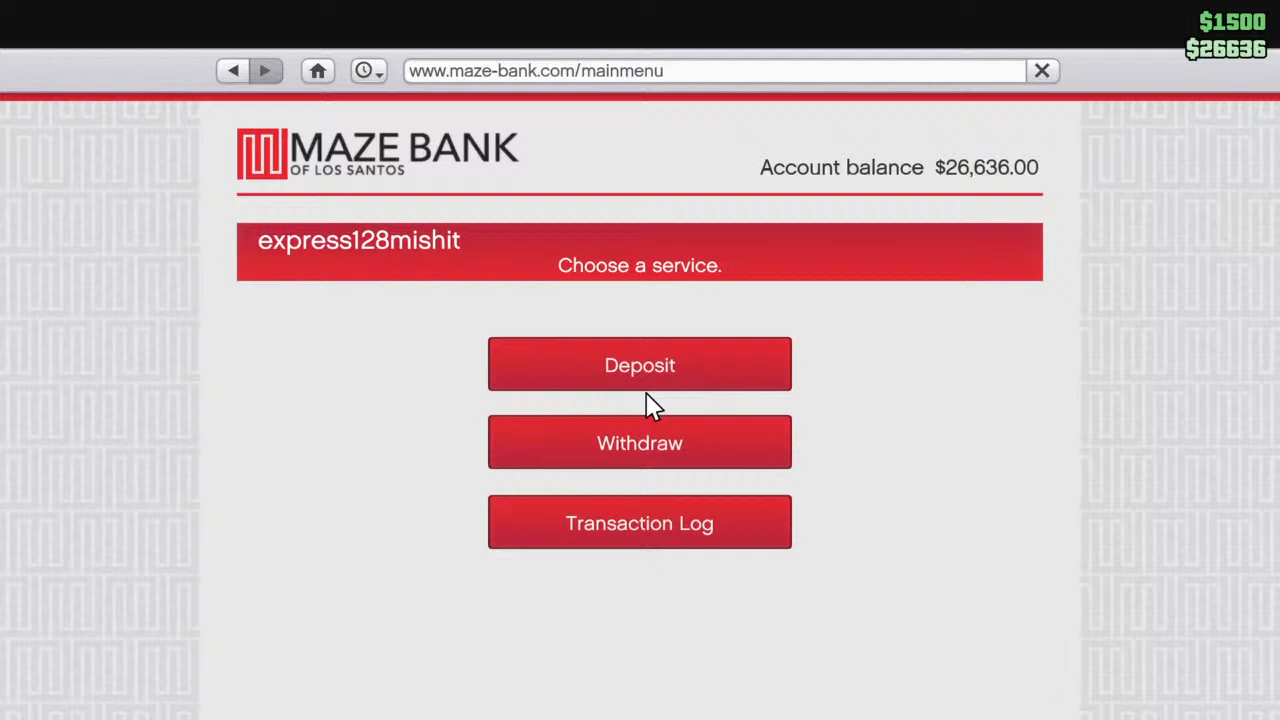 $1500
$26636
www.maze-bank.com/mainmenu
MAZE BANK
OF LOS SANTOS
Account balance $26,636.00
express128mishit
Choose a service.
Deposit
Withdraw
Transaction Log